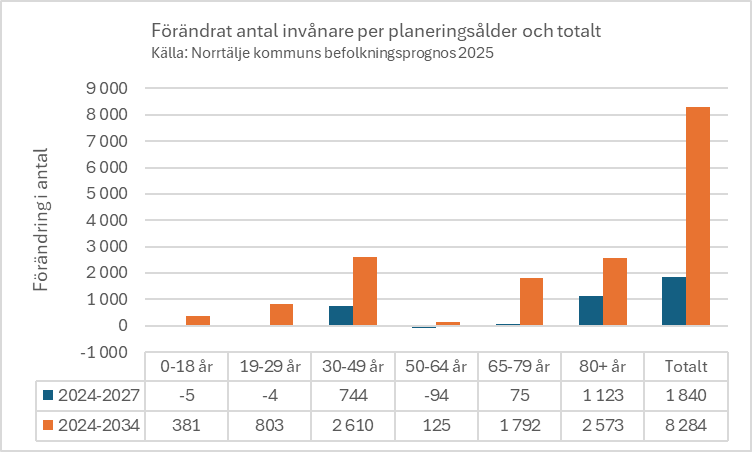 Förändrat antal invånare per planeringsålder och totalt
Källa: Norrtälje kommuns befolkningsprognos 2025
Förändring i antal
9 000
8 000
7 000
6 000
5 000
4 000
3 000
2 000
1 000
0
-1 000
0-18 år 19-29 år 30-49 år 50-64 år 65-79 år 80+ år Totalt
2024-2027 -5 -4 744 -94 75 1 123 1 840
2024-2034 381 803 2 610 125 1 792 2 573 8 284